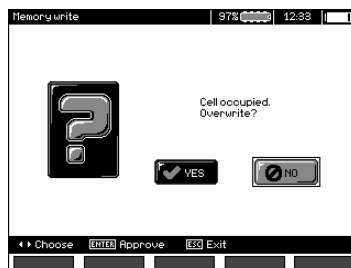 Memory write 97% 12:33
Cell occupied.
Overwrite?
YES NO
Choose ENTER Approve ESC Exit